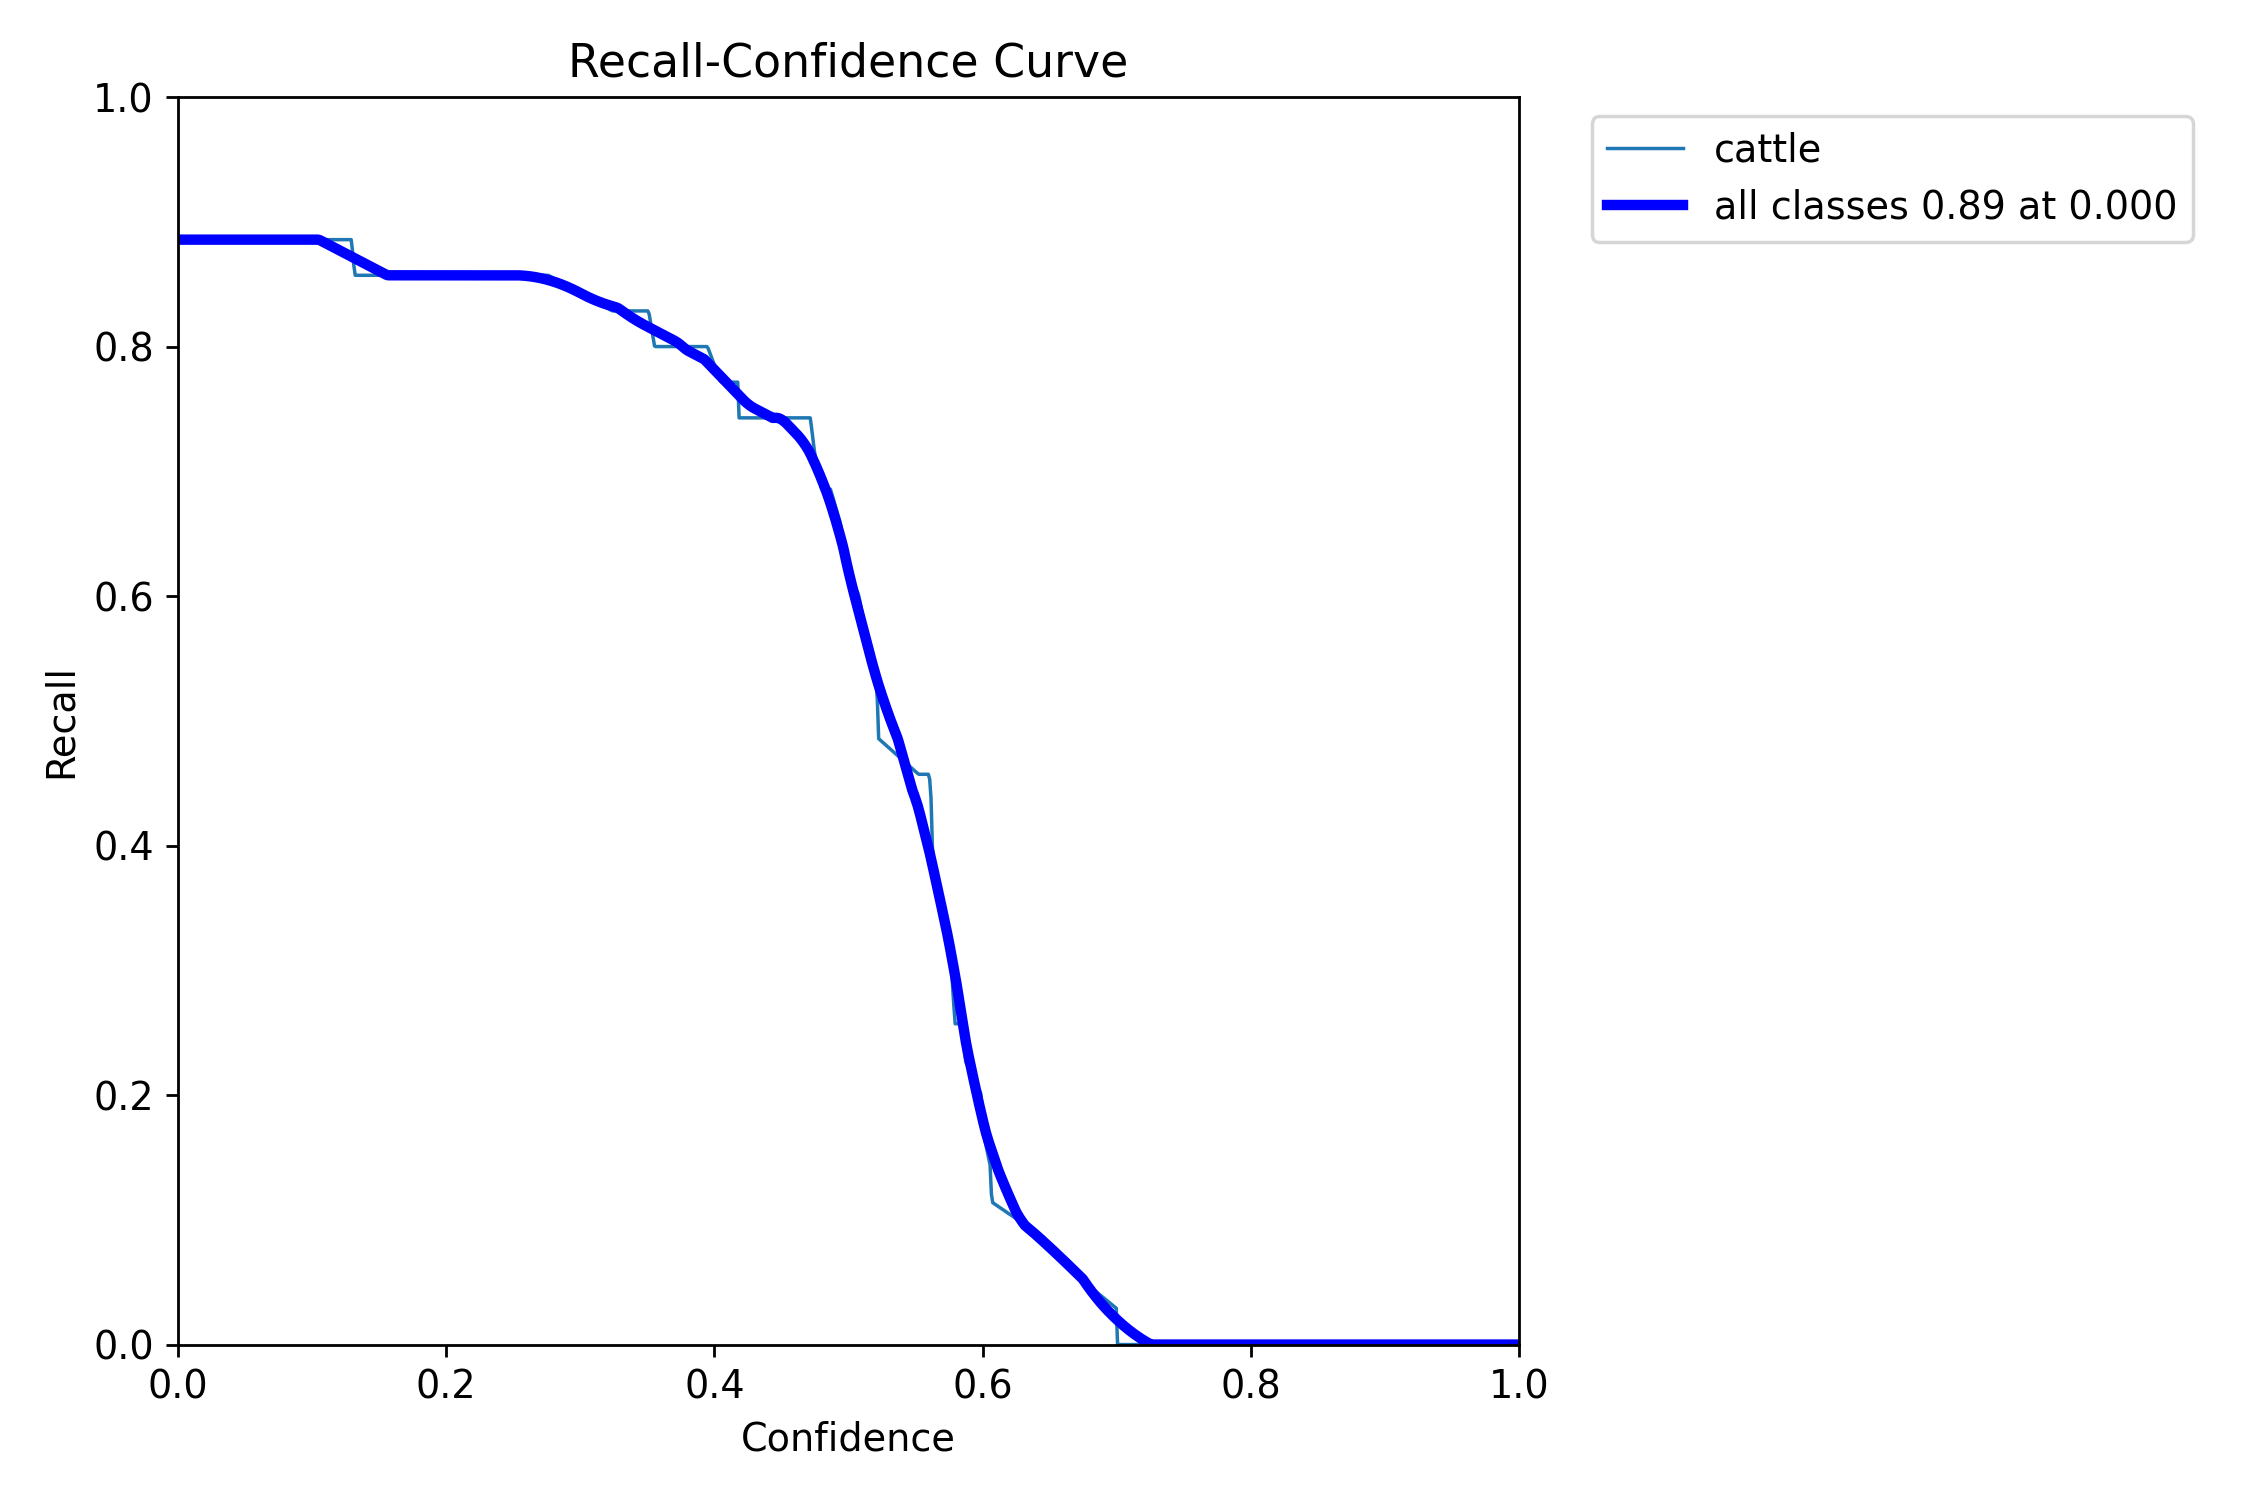 Recall-Confidence Curve
1.0
0.8
0.6
0.4
0.2
0.0
Recall
0.0 0.2 0.4 0.6 0.8 1.0
Confidence
cattle
all classes 0.89 at 0.000